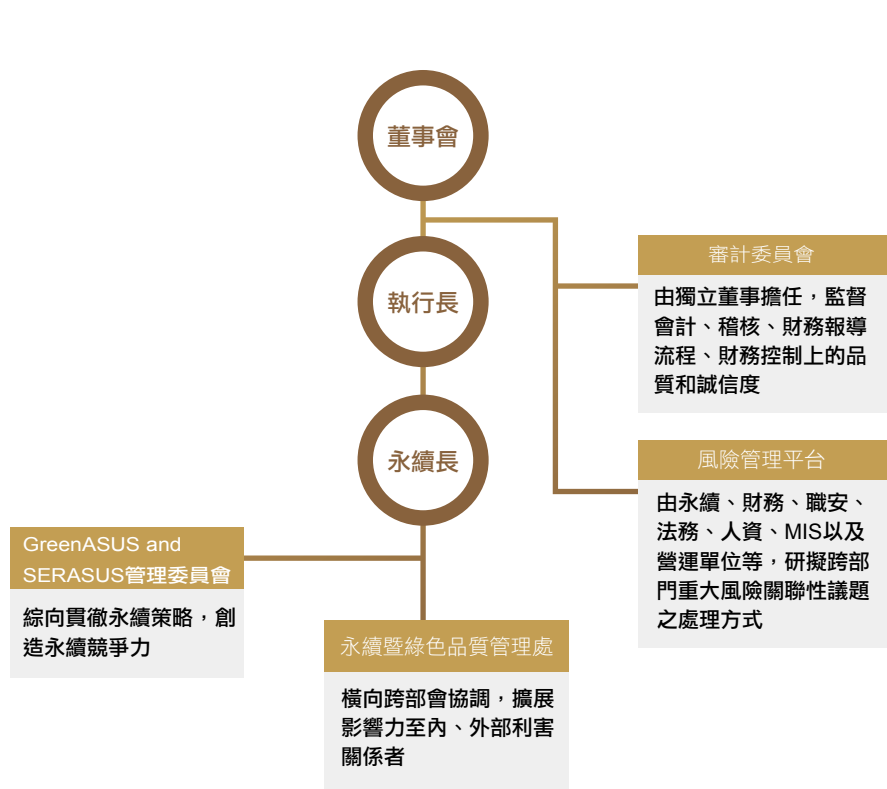 董事會
執行長
永續長
審計委員會
由獨立董事擔任，監督
會計、稽核、財務報導
流程、財務控制上的品
質和誠信度
風險管理平台
由永續、財務、職安、
法務、人資、MIS以及
營運單位等，研擬跨部
門重大風險關聯性議題
之處理方式
GreenASUS and
SERASUS管理委員會
綜向貫徹永續策略，創
造永續競爭力
永續暨綠色品質管理處
橫向跨部會協調，擴展
影響力至內、外部利害
關係者